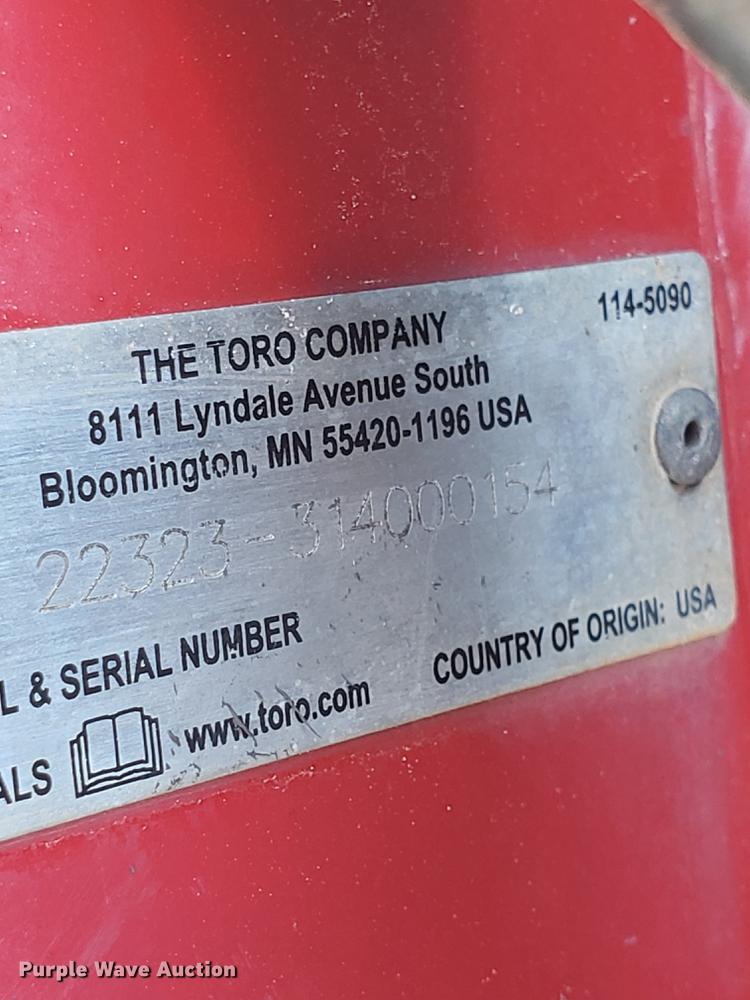 114-5090
THE TORO COMPANY
8111 Lyndale Avenue South
Bloomington, MN 55420-1196 USA
22323-314000154
L & SERIAL NUMBER
COUNTRY OF ORIGIN: USA
ALS www.toro.com
Purple Wave Auction